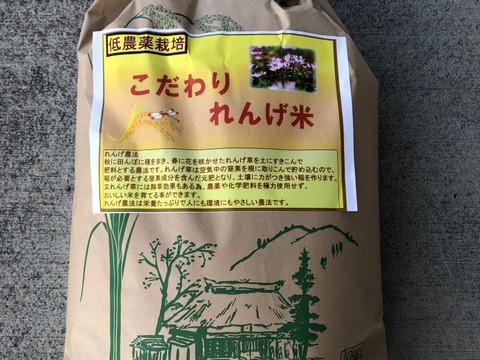 低農薬栽培
こだわり
れんげ米
れんげ農法
秋に田んぼに種をまき、春に花を咲かせたれんげ草を土にすきこんで
肥料とする農法です。れんげ草は空気中の窒素を根に取りこんで貯め込むので、
稲が必要とする窒素成分を含んだ元肥となり、土壌に力がつき強い稲を作ります。
又れんげ草には除草効果もある為、農薬や化学肥料を極力使用せず、
おいしい米を育てる事ができます。
れんげ農法は栄養たっぷりで人にも環境にもやさしい農法です。